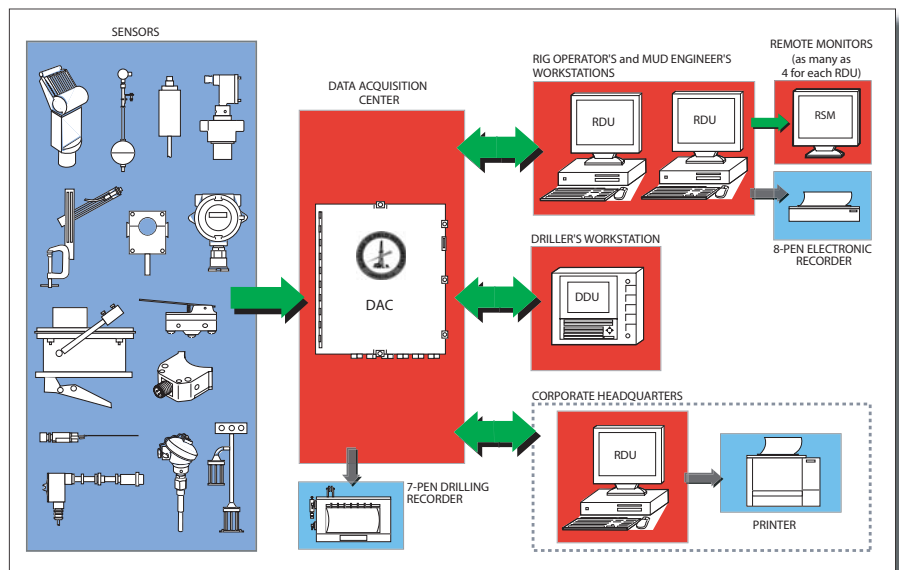 SENSORS
DATA ACQUISITION
CENTER
DAC
7-PEN DRILLING
RECORDER
RIG OPERATOR'S and MUD ENGINEER'S
WORKSTATIONS
RDU
RDU
REMOTE MONITORS
(as many as
4 for each RDU)
RSM
8-PEN ELECTRONIC
RECORDER
DRILLER'S WORKSTATION
DDU
CORPORATE HEADQUARTERS
RDU
PRINTER